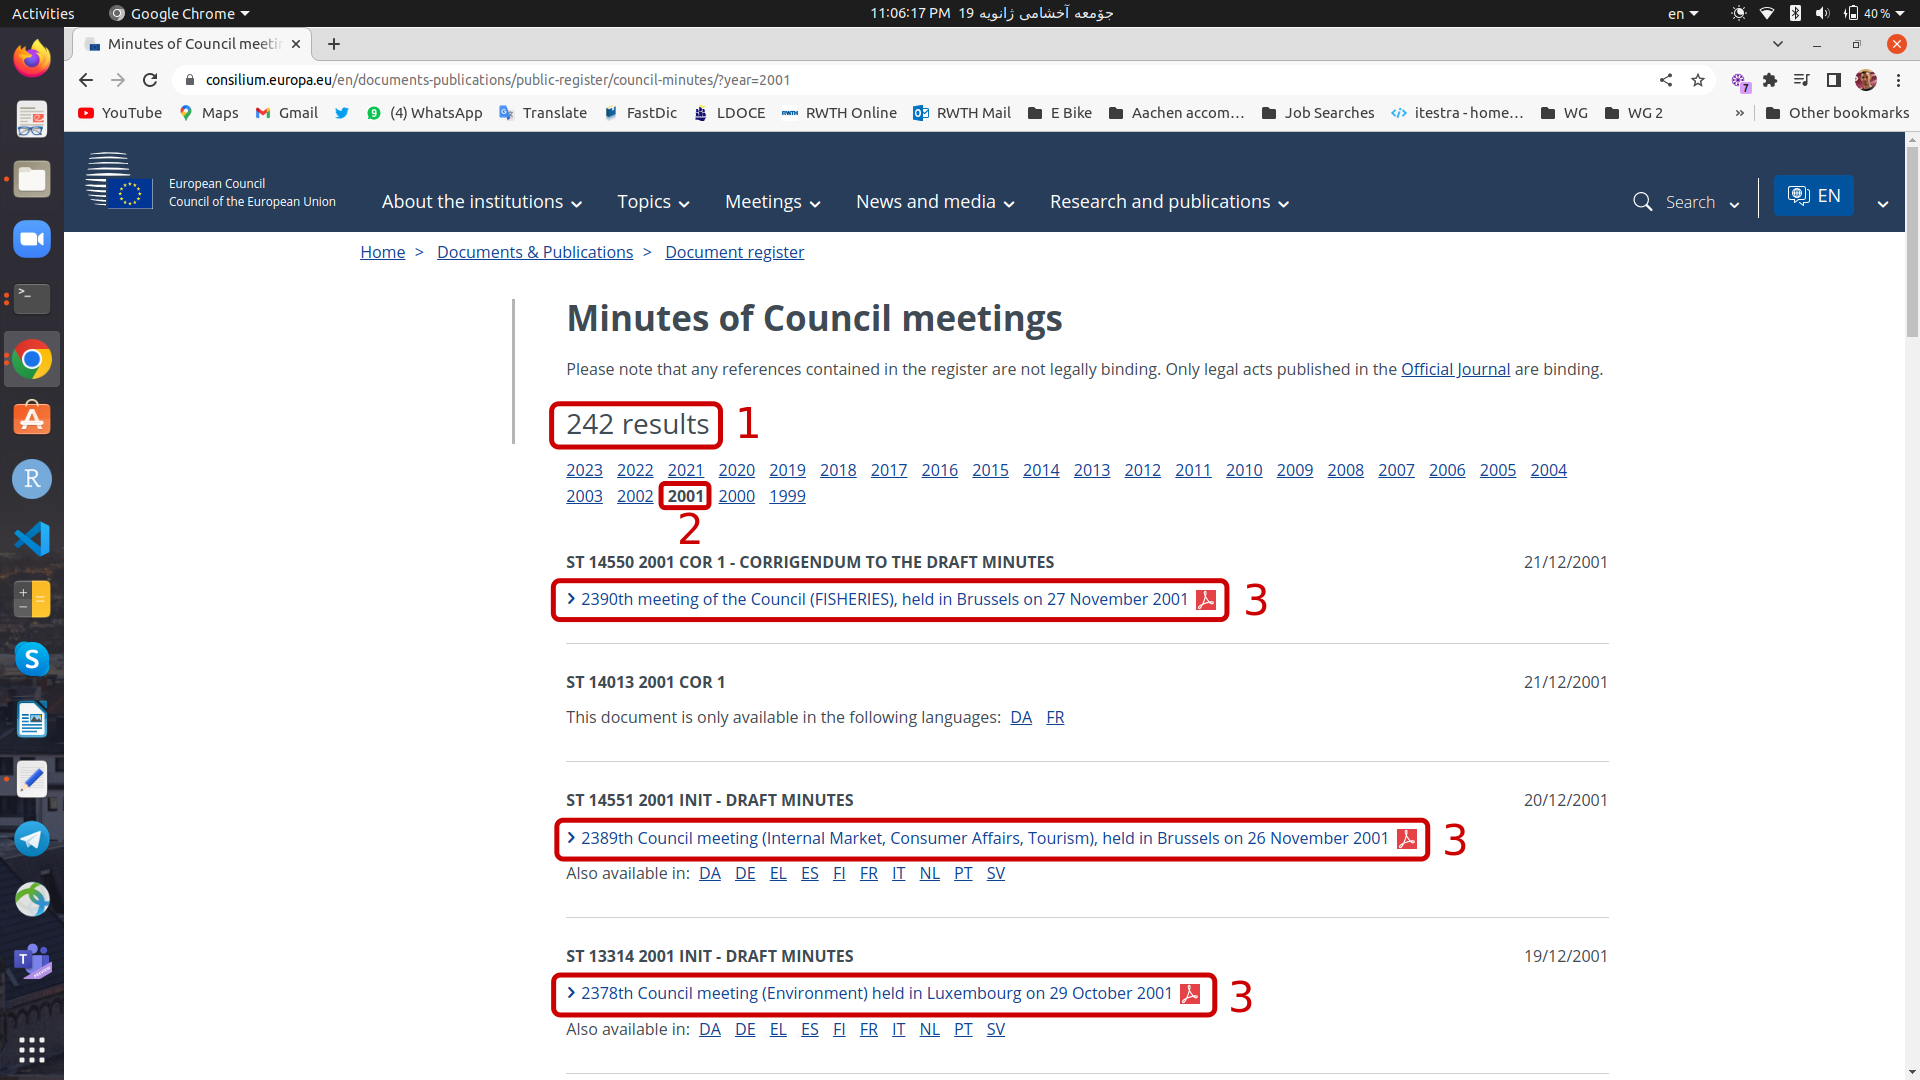 Activities
Google Chrome
11:06:17 PM جۆمعه آخشامی ژانویه 19
en
40 %
Minutes of Council meetin
consilium.europa.eu/en/documents-publications/public-register/council-minutes/?year=2001
7
YouTube
Maps
Gmail
(4) WhatsApp
Translate
FastDic
LDOCE
RWTH Online
RWTH Mail
E Bike
Aachen accom…
Job Searches
itestra - home…
WG
WG 2
»
Other bookmarks
European Council
Council of the European Union
About the institutions
Topics
Meetings
News and media
Research and publications
Search
EN
Home > Documents & Publications > Document register
Minutes of Council meetings
Please note that any references contained in the register are not legally binding. Only legal acts published in the Official Journal are binding.
242 results 1
2023 2022 2021 2020 2019 2018 2017 2016 2015 2014 2013 2012 2011 2010 2009 2008 2007 2006 2005 2004
2003 2002 2001 2000 1999
2
ST 14550 2001 COR 1 - CORRIGENDUM TO THE DRAFT MINUTES 21/12/2001
2390th meeting of the Council (FISHERIES), held in Brussels on 27 November 2001 3
ST 14013 2001 COR 1 21/12/2001
This document is only available in the following languages: DA FR
ST 14551 2001 INIT - DRAFT MINUTES 20/12/2001
2389th Council meeting (Internal Market, Consumer Affairs, Tourism), held in Brussels on 26 November 2001 3
Also available in: DA DE EL ES FI FR IT NL PT SV
ST 13314 2001 INIT - DRAFT MINUTES 19/12/2001
2378th Council meeting (Environment) held in Luxembourg on 29 October 2001 3
Also available in: DA DE EL ES FI FR IT NL PT SV